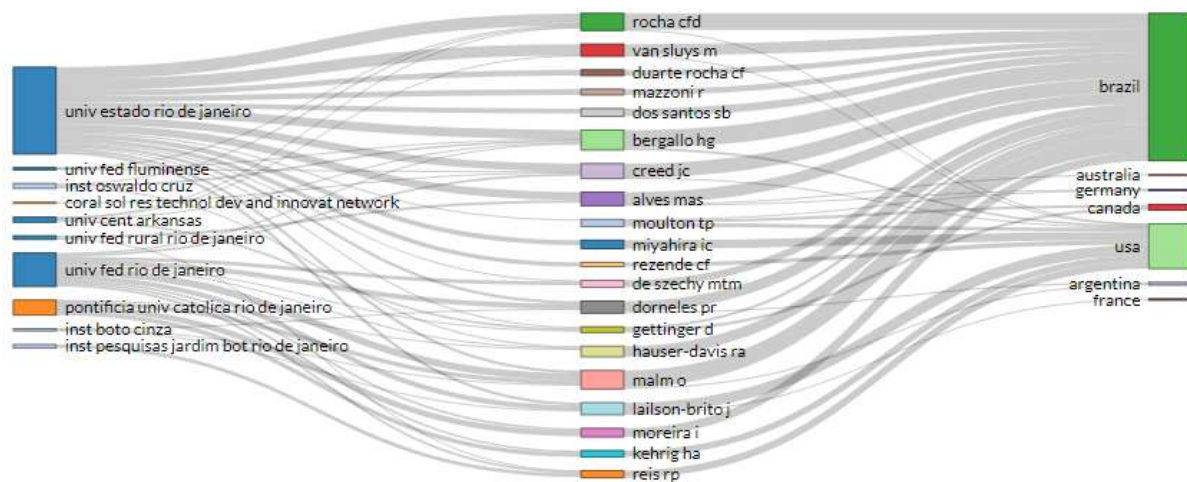 univ estado rio de janeiro
univ fed fluminense
inst oswaldo cruz
coral sol res technol dev and innovat network
univ cent arkansas
univ fed rural rio de janeiro
univ fed rio de janeiro
pontificia univ catolica rio de janeiro
inst boto cinza
inst pesquisas jardim bot rio de janeiro
rocha cfd
van sluys m
duarte rocha cf
mazzoni r
dos santos sb
bergallo hg
creed jc
alves mas
moulton tp
miyahira ic
rezende cf
de szechy mtm
dorneles pr
gettinger d
hauser-davis ra
malm o
lailson-brito j
moreira i
kehrig ha
reis rp
brazil
australia
germany
canada
usa
argentina
france